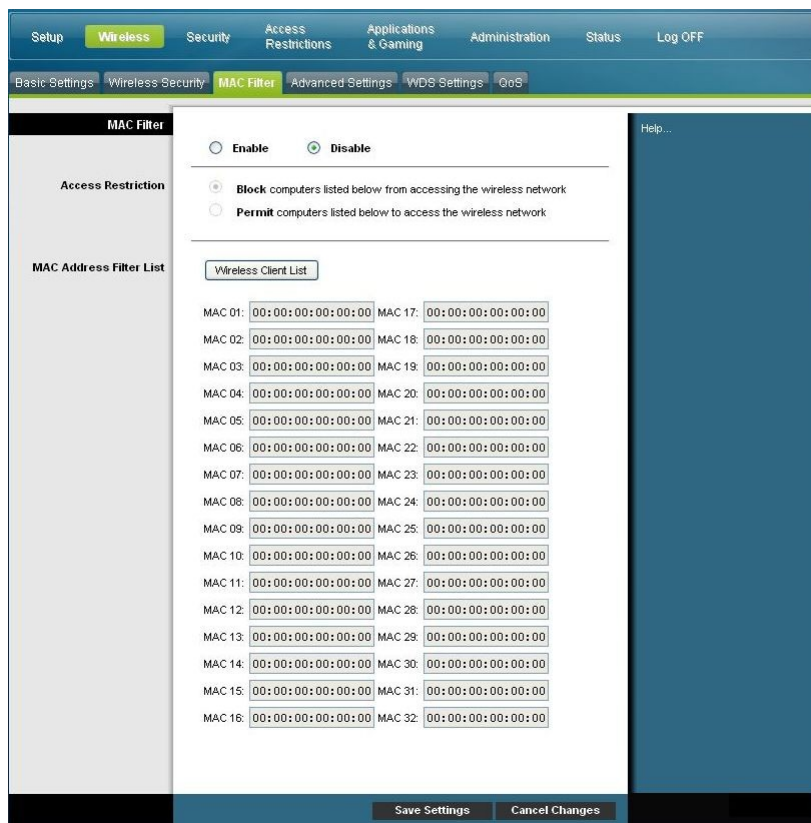 Setup Wireless Security Access Restrictions Applications & Gaming Administration Status Log OFF
Basic Settings Wireless Security MAC Filter Advanced Settings WDS Settings QoS
MAC Filter
Help...
Enable Disable
Access Restriction
Block computers listed below from accessing the wireless network
Permit computers listed below to access the wireless network
MAC Address Filter List
Wireless Client List
MAC 01: 00:00:00:00:00:00 MAC 17: 00:00:00:00:00:00
MAC 02: 00:00:00:00:00:00 MAC 18: 00:00:00:00:00:00
MAC 03: 00:00:00:00:00:00 MAC 19: 00:00:00:00:00:00
MAC 04: 00:00:00:00:00:00 MAC 20: 00:00:00:00:00:00
MAC 05: 00:00:00:00:00:00 MAC 21: 00:00:00:00:00:00
MAC 06: 00:00:00:00:00:00 MAC 22: 00:00:00:00:00:00
MAC 07: 00:00:00:00:00:00 MAC 23: 00:00:00:00:00:00
MAC 08: 00:00:00:00:00:00 MAC 24: 00:00:00:00:00:00
MAC 09: 00:00:00:00:00:00 MAC 25: 00:00:00:00:00:00
MAC 10: 00:00:00:00:00:00 MAC 26: 00:00:00:00:00:00
MAC 11: 00:00:00:00:00:00 MAC 27: 00:00:00:00:00:00
MAC 12: 00:00:00:00:00:00 MAC 28: 00:00:00:00:00:00
MAC 13: 00:00:00:00:00:00 MAC 29: 00:00:00:00:00:00
MAC 14: 00:00:00:00:00:00 MAC 30: 00:00:00:00:00:00
MAC 15: 00:00:00:00:00:00 MAC 31: 00:00:00:00:00:00
MAC 16: 00:00:00:00:00:00 MAC 32: 00:00:00:00:00:00
Save Settings Cancel Changes